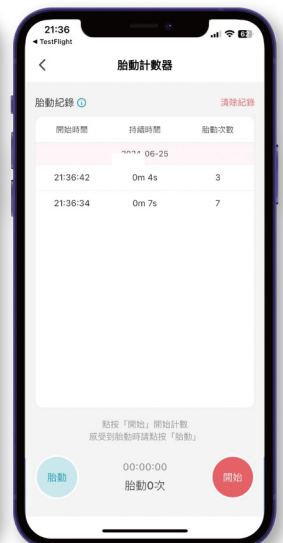 21:36
62
◀ TestFlight
胎動計數器
胎動紀錄
清除紀錄
開始時間 持續時間 胎動次數
2024-06-25
21:36:42 0m 4s 3
21:36:34 0m 7s 7
點按「開始」開始計數
感受到胎動時請點按「胎動」
胎動
00:00:00
胎動0次
開始